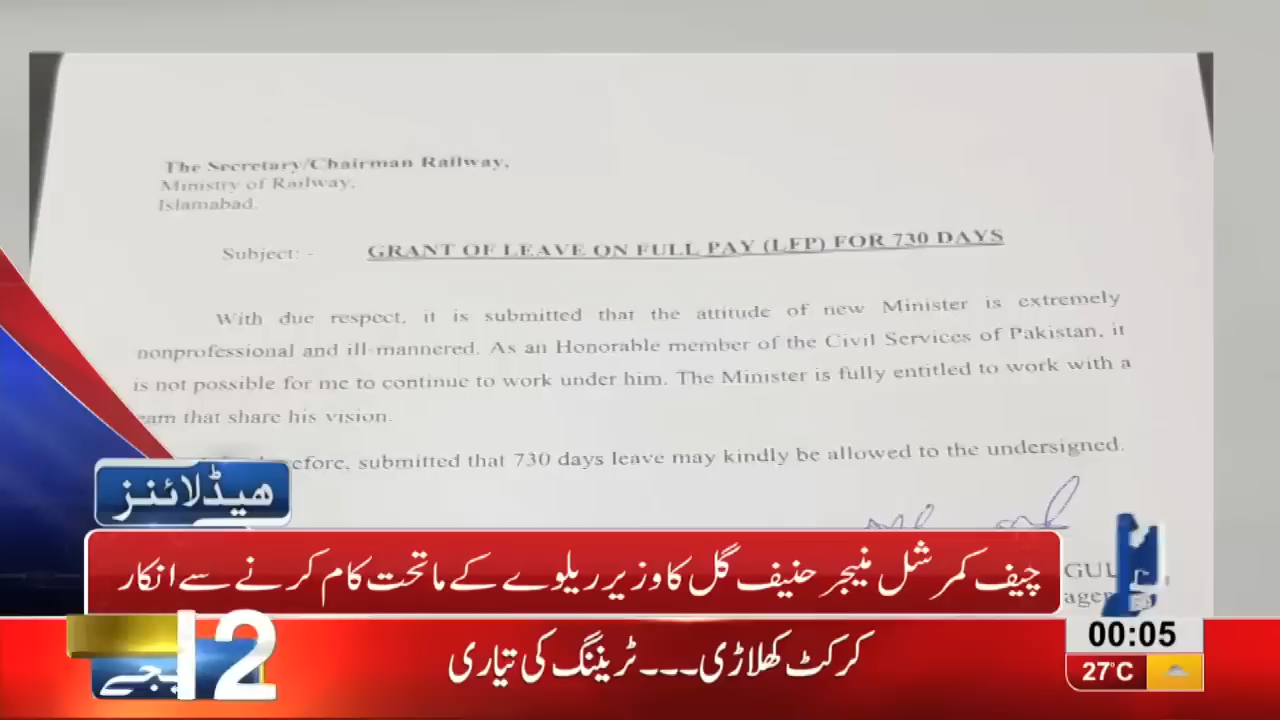 The Secretary/Chairman Railway,
Ministry of Railway,
Islamabad.
Subject: - GRANT OF LEAVE ON FULL PAY (LFP) FOR 730 DAYS
With due respect, it is submitted that the attitude of new Minister is extremely
nonprofessional and ill-mannered. As an Honorable member of the Civil Services of Pakistan, it
is not possible for me to continue to work under him. The Minister is fully entitled to work with a
that share his vision.
submitted that 730 days leave may kindly be allowed to the undersigned.
ہیڈلائنز
چیف کمرشل منیجر حنیف گل کا وزیر ریلوے کے ماتحت کام کرنے سے انکار
GUL
12 بجے
کرکٹ کھلاڑی۔۔۔ٹریننگ کی تیاری
00:05
27°C